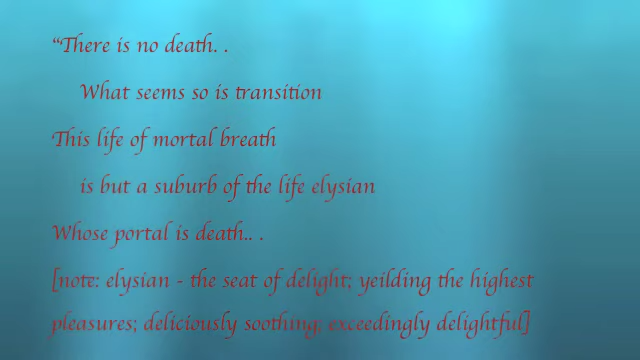 "There is no death. .
What seems so is transition
This life of mortal breath
is but a suburb of the life elysian
Whose portal is death.. .
[note: elysian - the seat of delight; yeilding the highest
pleasures; deliciously soothing; exceedingly delightful]